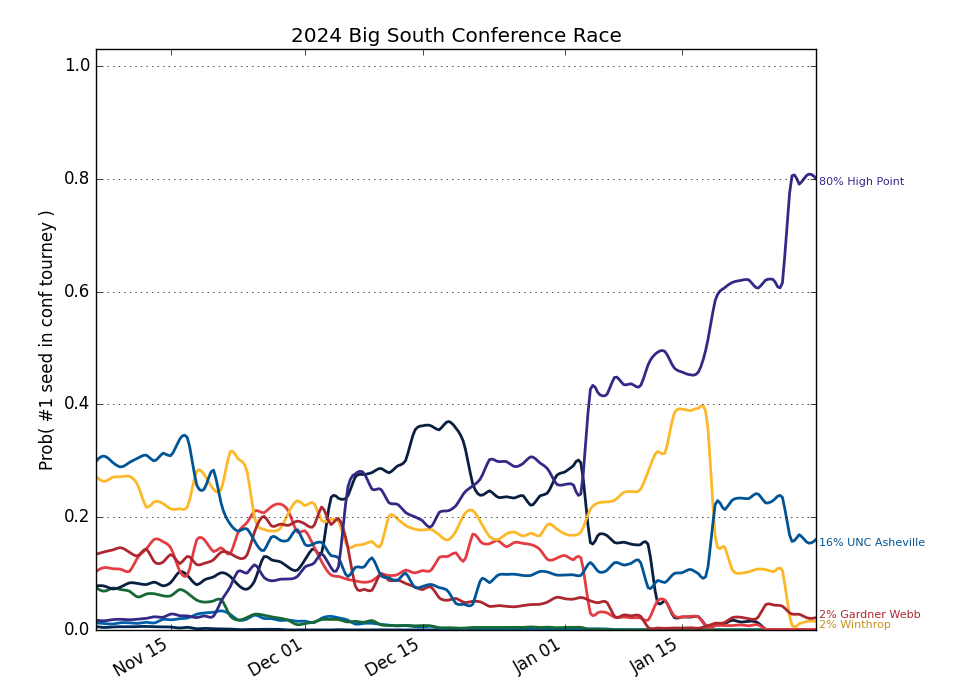 2024 Big South Conference Race
Prob( #1 seed in conf tourney )
1.0
0.8
0.6
0.4
0.2
0.0
Nov 15
Dec 01
Dec 15
Jan 01
Jan 15
80% High Point
16% UNC Asheville
2% Gardner Webb
2% Winthrop